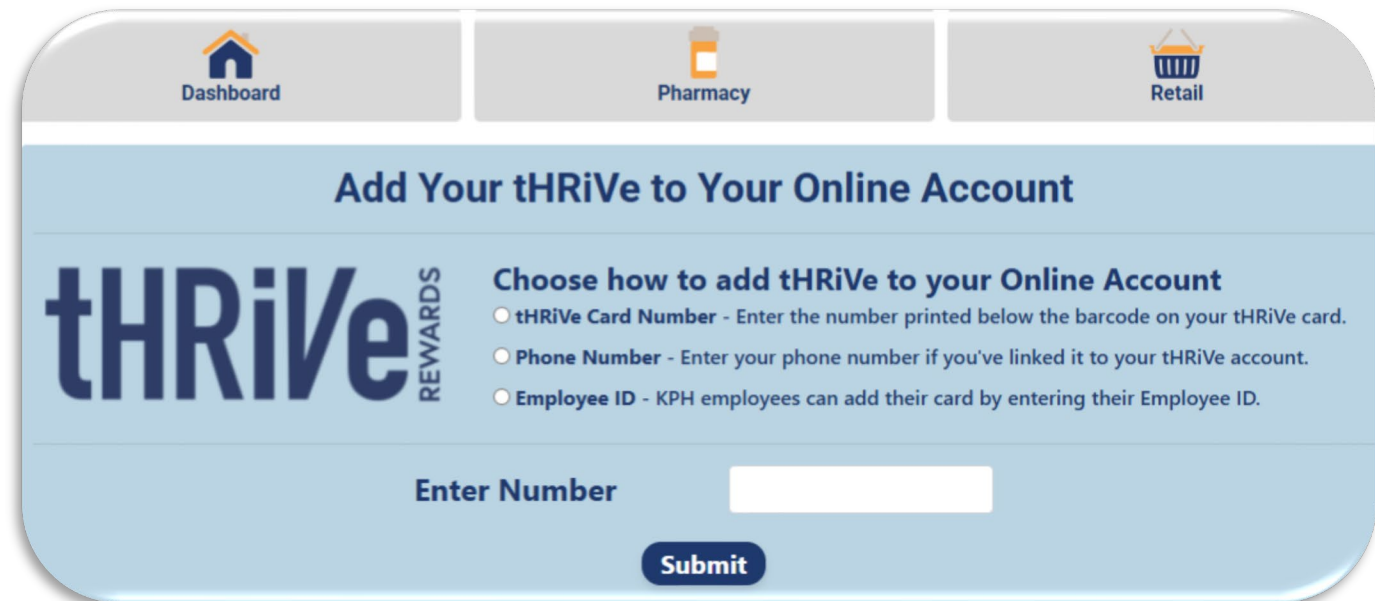 Dashboard
Pharmacy
Retail
Add Your tHRiVe to Your Online Account
tHRiVe REWARDS
Choose how to add tHRiVe to your Online Account
tHRiVe Card Number - Enter the number printed below the barcode on your tHRiVe card.
Phone Number - Enter your phone number if you've linked it to your tHRiVe account.
Employee ID - KPH employees can add their card by entering their Employee ID.
Enter Number
Submit